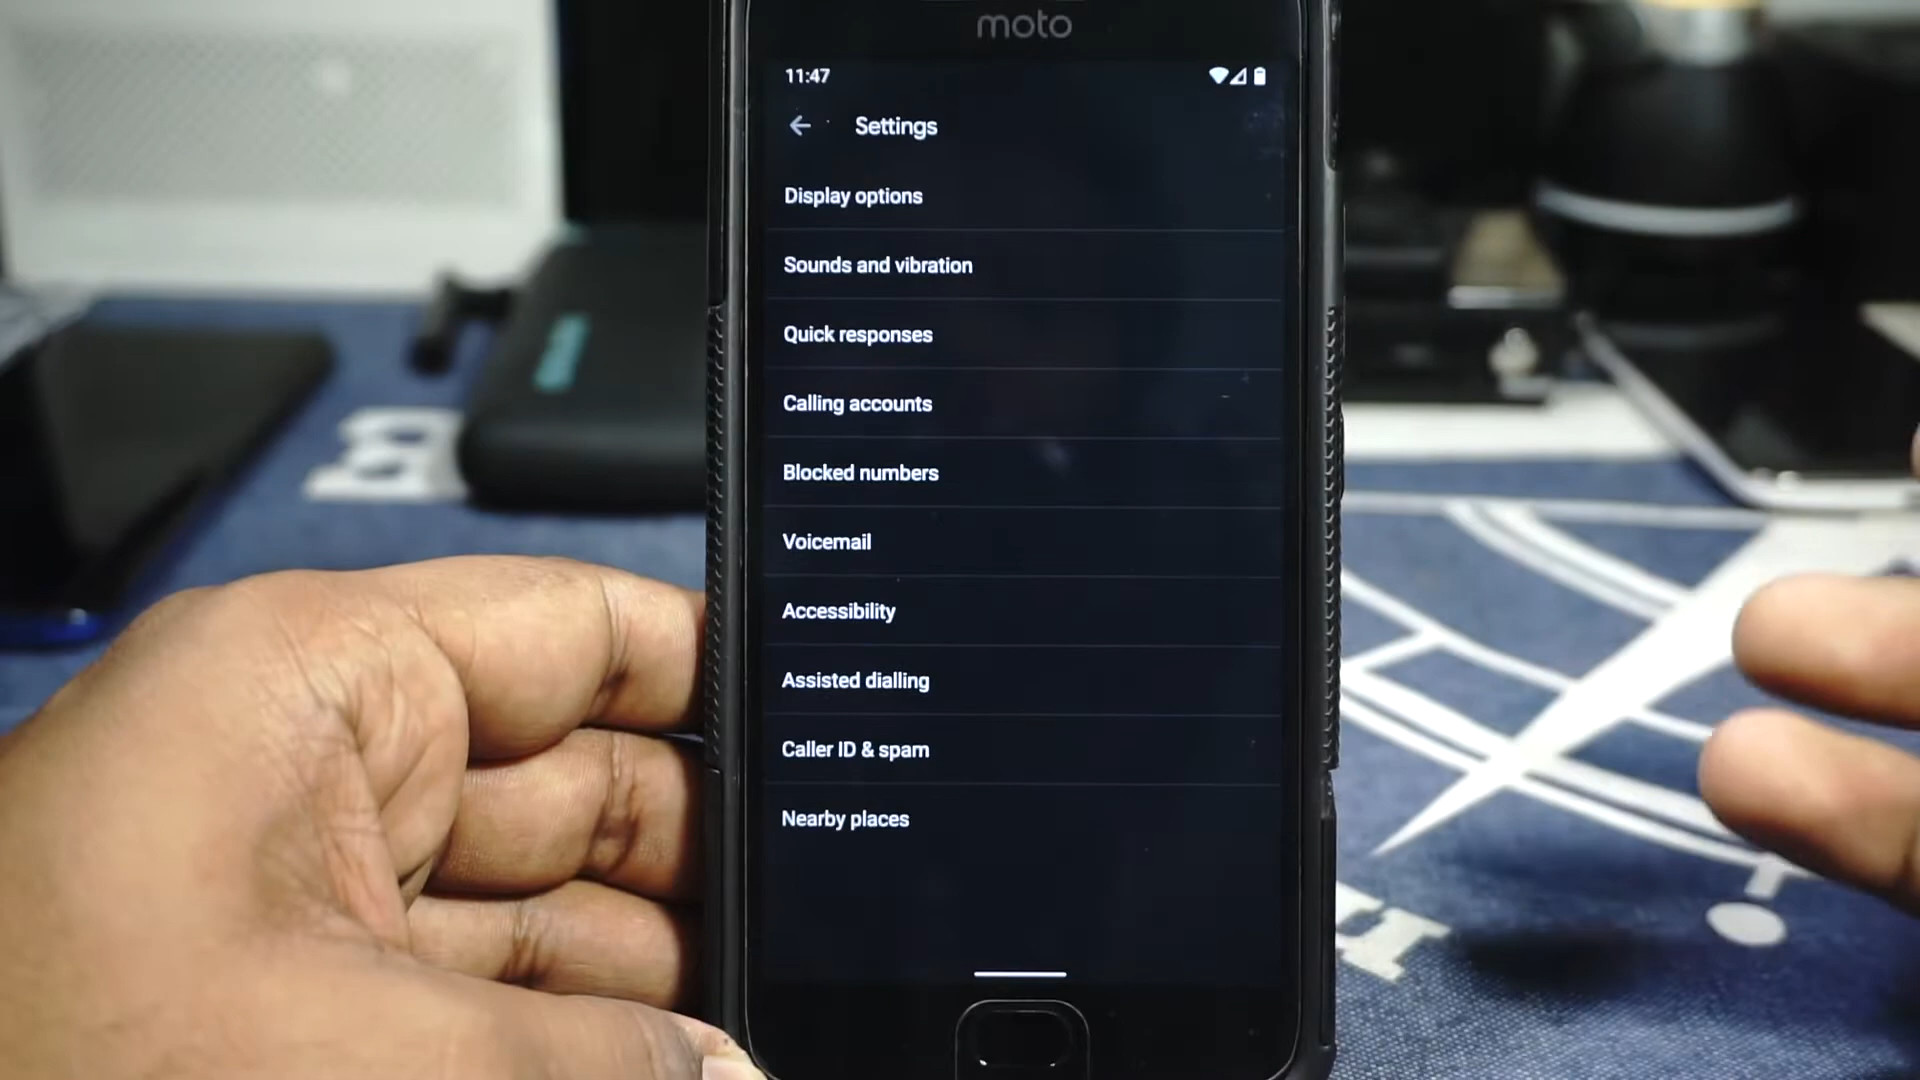 moto
11:47
Settings
Display options
Sounds and vibration
Quick responses
Calling accounts
Blocked numbers
Voicemail
Accessibility
Assisted dialling
Caller ID & spam
Nearby places